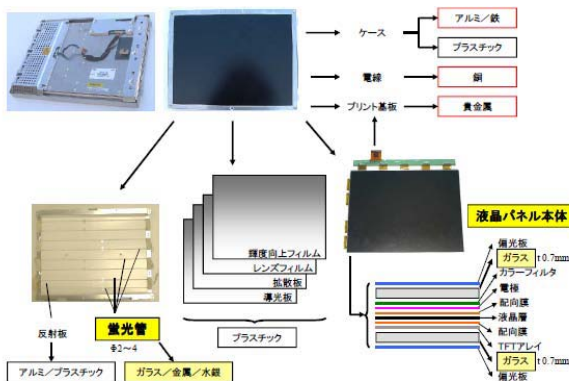 ケース
アルミ／鉄
プラスチック
電線
銅
プリント基板
貴金属
液晶パネル本体
輝度向上フィルム
レンズフィルム
拡散板
導光板
プラスチック
反射板
蛍光管
Φ2～4
アルミ／プラスチック
ガラス／金属／水銀
偏光板
ガラス t 0.7mm
カラーフィルタ
電極
配向膜
液晶層
配向膜
TFTアレイ
ガラス t 0.7mm
偏光板